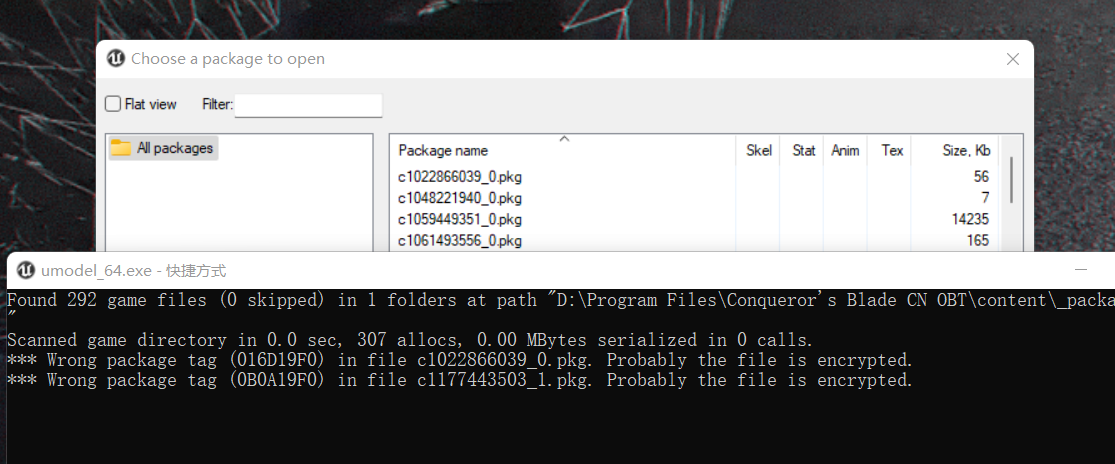 Choose a package to open
Flat view Filter:
All packages
Package name Skel Stat Anim Tex Size, Kb
c1022866039_0.pkg 56
c1048221940_0.pkg 7
c1059449351_0.pkg 14235
c1061493556_0.pkg 165
umodel_64.exe - 快捷方式
Found 292 game files (0 skipped) in 1 folders at path "D:\Program Files\Conqueror's Blade CN OBT\content\_packa
"
Scanned game directory in 0.0 sec, 307 allocs, 0.00 MBytes serialized in 0 calls.
*** Wrong package tag (016D19F0) in file c1022866039_0.pkg. Probably the file is encrypted.
*** Wrong package tag (0B0A19F0) in file c1177443503_1.pkg. Probably the file is encrypted.